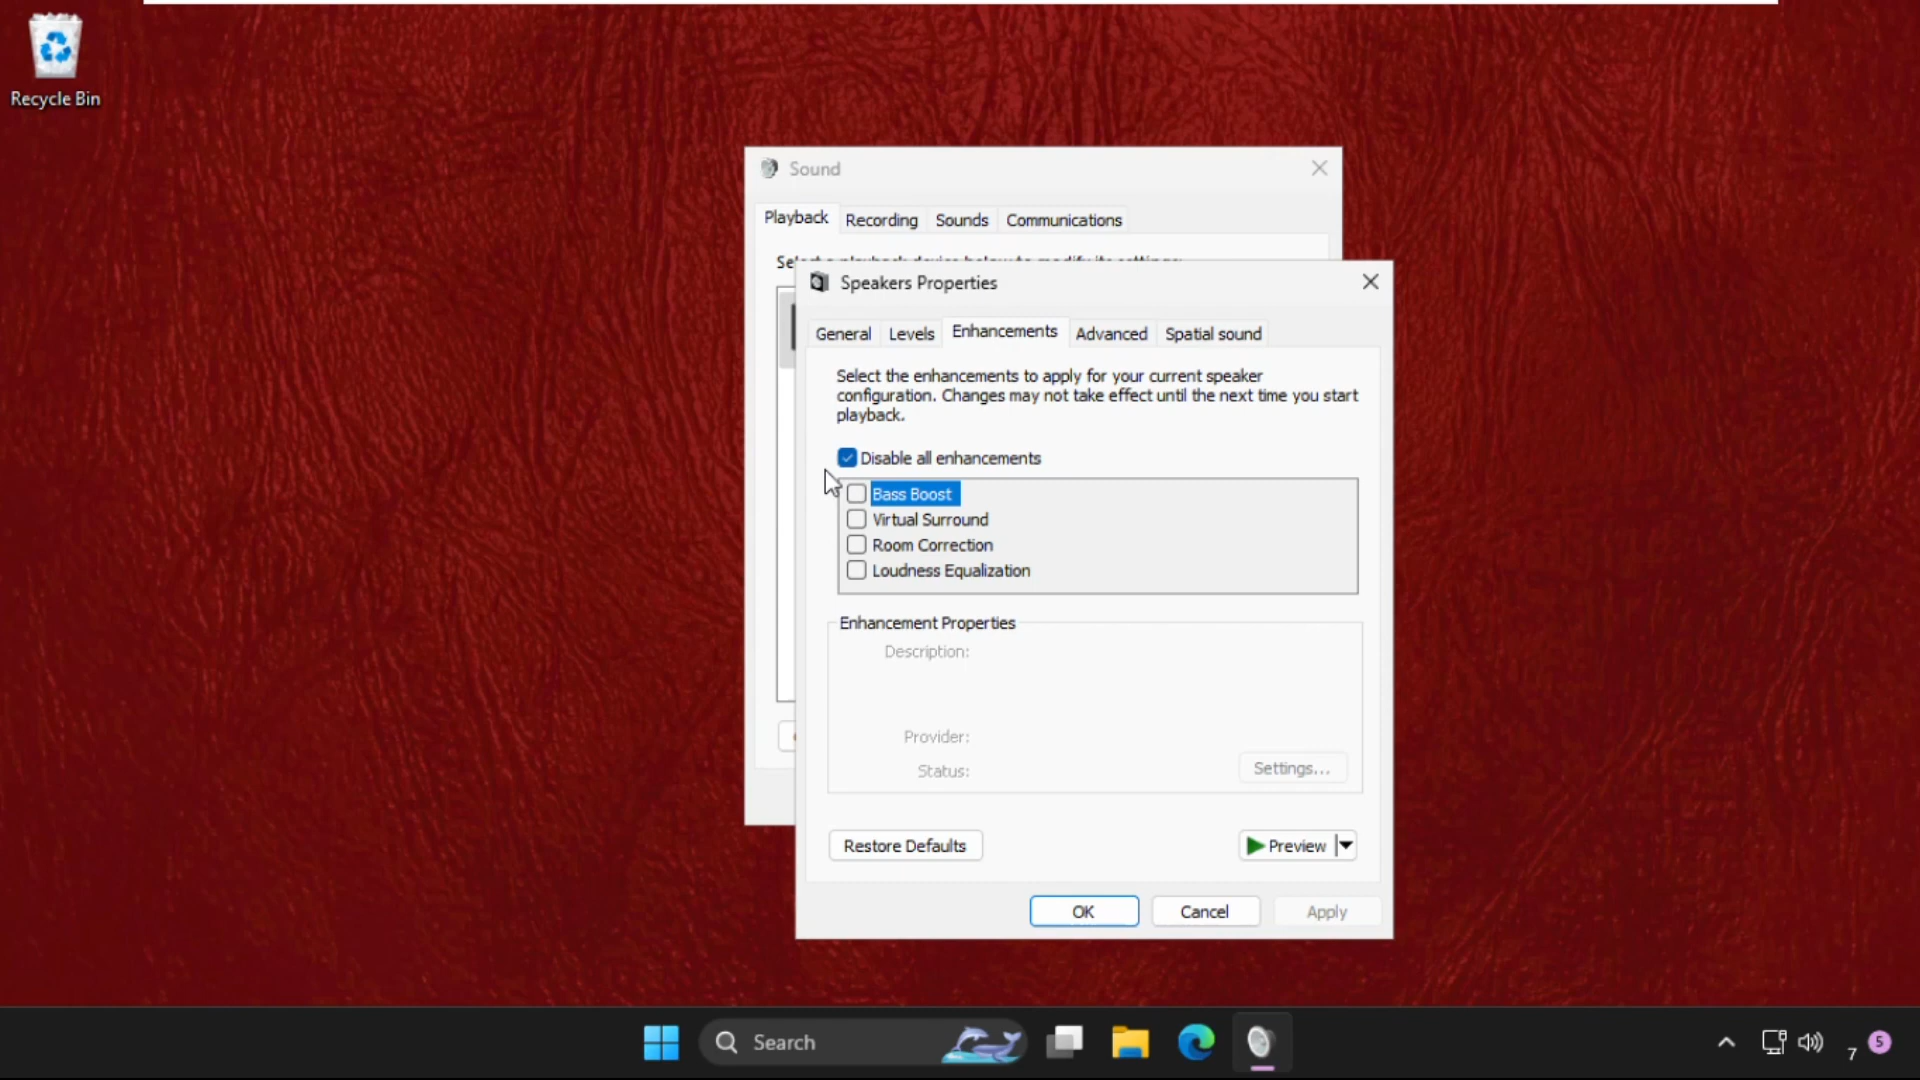 Recycle Bin
Sound
Playback
Recording
Sounds
Communications
Speakers Properties
General
Levels
Enhancements
Advanced
Spatial sound
Select the enhancements to apply for your current speaker
configuration. Changes may not take effect until the next time you start
playback.
Disable all enhancements
Bass Boost
Virtual Surround
Room Correction
Loudness Equalization
Enhancement Properties
Description:
Provider:
Status:
Settings...
Restore Defaults
Preview
OK
Cancel
Apply
Search
7
5